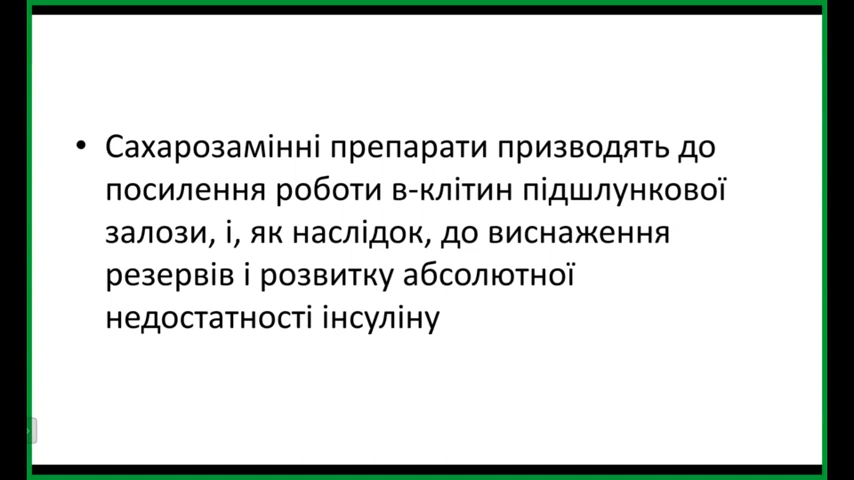 • Сахарозамінні препарати призводять до
посилення роботи в-клітин підшлункової
залози, і, як наслідок, до виснаження
резервів і розвитку абсолютної
недостатності інсуліну